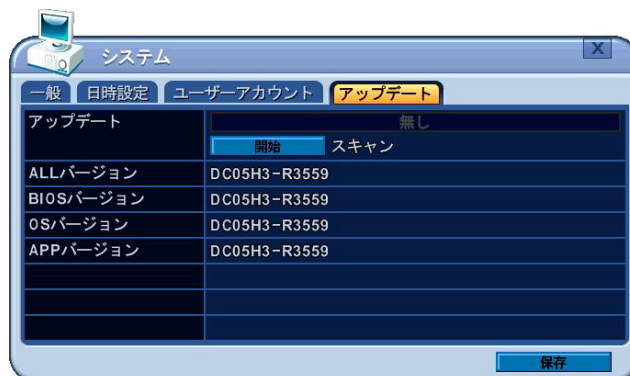 システム
X
一般 日時設定 ユーザーアカウント アップデート
アップデート 無し
開始 スキャン
ALLバージョン DC05H3-R3559
BIOSバージョン DC05H3-R3559
OSバージョン DC05H3-R3559
APPバージョン DC05H3-R3559
保存